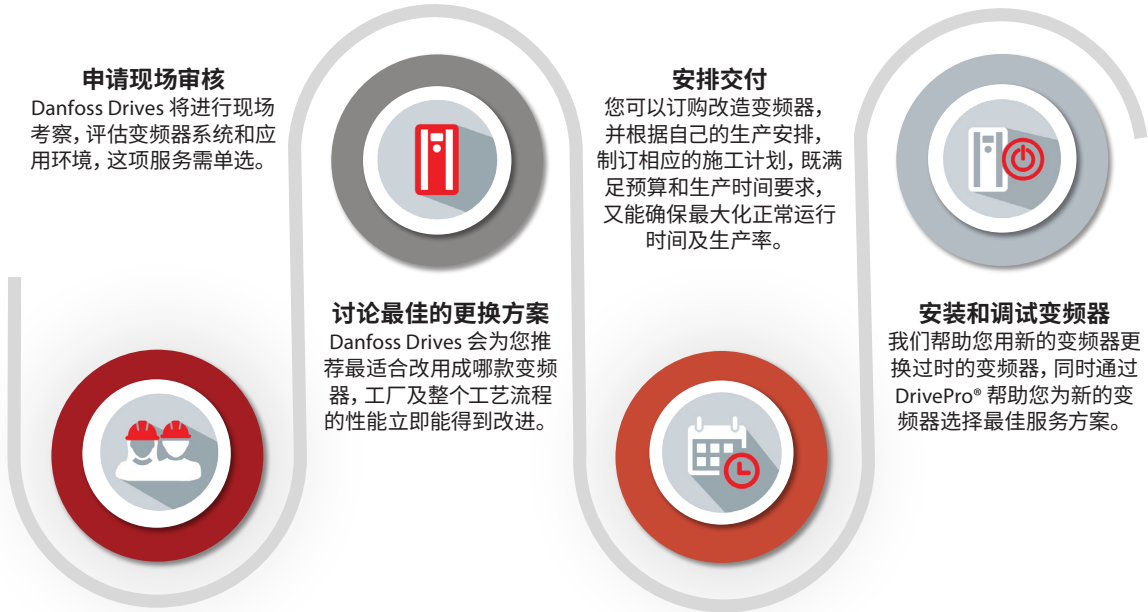 申请现场审核
Danfoss Drives 将进行现场
考察，评估变频器系统和应
用环境，这项服务需单选。
讨论最佳的更换方案
Danfoss Drives 会为您推
荐最适合改用成哪款变频
器，工厂及整个工艺流程
的性能立即能得到改进。
安排交付
您可以订购改造变频器，
并根据自己的生产安排，
制订相应的施工计划，既满
足预算和生产时间要求，
又能确保最大化正常运行
时间及生产率。
安装和调试变频器
我们帮助您用新的变频器更
换过时的变频器，同时通过
DrivePro® 帮助您为新的变
频器选择最佳服务方案。